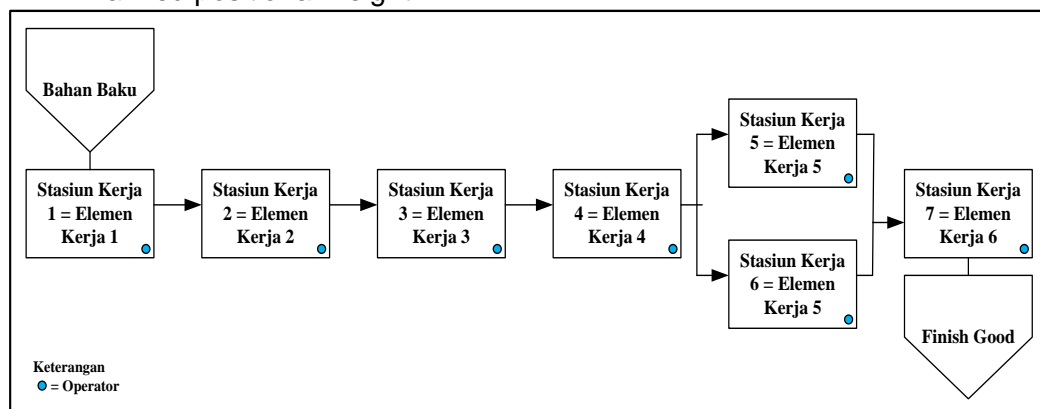 Bahan Baku
Stasiun Kerja
1 = Elemen
Kerja 1
Stasiun Kerja
2 = Elemen
Kerja 2
Stasiun Kerja
3 = Elemen
Kerja 3
Stasiun Kerja
4 = Elemen
Kerja 4
Stasiun Kerja
5 = Elemen
Kerja 5
Stasiun Kerja
6 = Elemen
Kerja 5
Stasiun Kerja
7 = Elemen
Kerja 6
Finish Good
Keterangan
= Operator